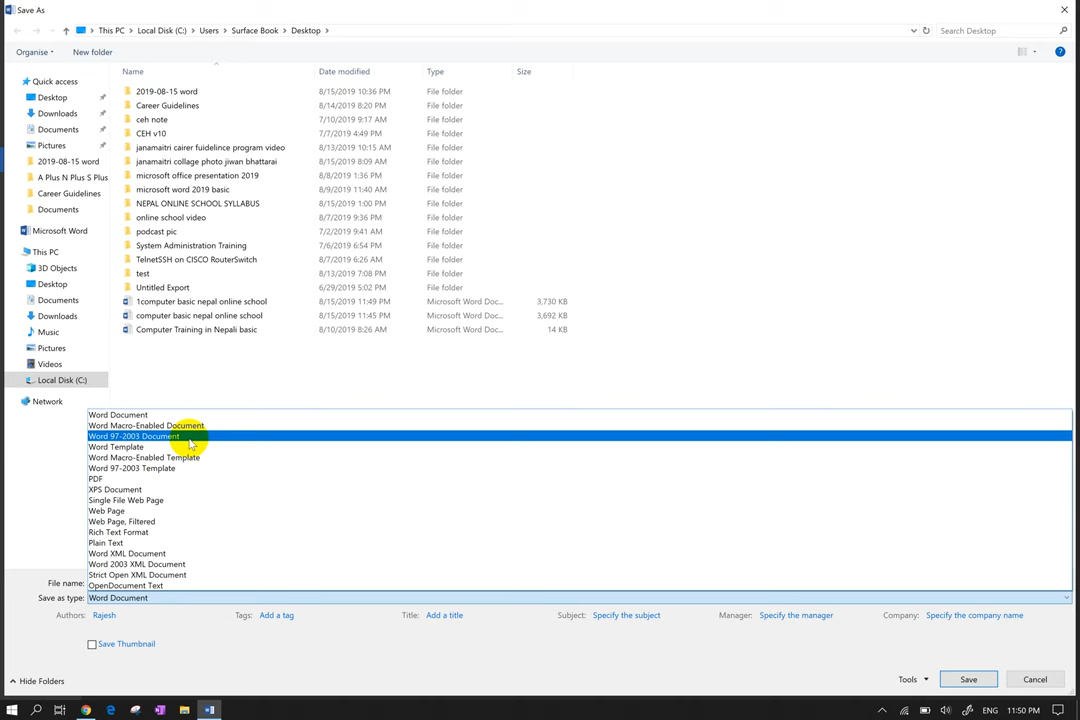 Save As
This PC > Local Disk (C:) > Users > Surface Book > Desktop >
Search Desktop
Organise
New folder
Name Date modified Type Size
Quick access
Desktop
Downloads
Documents
Pictures
2019-08-15 word
A Plus N Plus S Plus
Career Guidelines
Documents
Microsoft Word
This PC
3D Objects
Desktop
Documents
Downloads
Music
Pictures
Videos
Local Disk (C:)
Network
2019-08-15 word 8/15/2019 10:36 PM File folder
Career Guidelines 8/14/2019 8:20 PM File folder
ceh note 7/10/2019 9:17 AM File folder
CEH v10 7/7/2019 4:49 PM File folder
janamaitri cairer fuidelince program video 8/13/2019 10:15 AM File folder
janamaitri collage photo jiwan bhattarai 8/15/2019 8:09 AM File folder
microsoft office presentation 2019 8/8/2019 1:36 PM File folder
microsoft word 2019 basic 8/9/2019 11:40 AM File folder
NEPAL ONLINE SCHOOL SYLLABUS 8/15/2019 1:00 PM File folder
online school video 8/7/2019 9:36 PM File folder
podcast pic 7/2/2019 9:41 AM File folder
System Administration Training 7/6/2019 6:54 PM File folder
TelnetSSH on CISCO RouterSwitch 8/7/2019 6:26 AM File folder
test 8/13/2019 7:08 PM File folder
Untitled Export 6/29/2019 5:02 PM File folder
1computer basic nepal online school 8/15/2019 11:49 PM Microsoft Word Doc... 3,730 KB
computer basic nepal online school 8/15/2019 11:45 PM Microsoft Word Doc... 3,692 KB
Computer Training in Nepali basic 8/10/2019 8:26 AM Microsoft Word Doc... 14 KB
Word Document
Word Macro-Enabled Document
Word 97-2003 Document
Word Template
Word Macro-Enabled Template
Word 97-2003 Template
PDF
XPS Document
Single File Web Page
Web Page
Web Page, Filtered
Rich Text Format
Plain Text
Word XML Document
Word 2003 XML Document
Strict Open XML Document
OpenDocument Text
File name:
Save as type: Word Document
Authors: Rajesh Tags: Add a tag Title: Add a title Subject: Specify the subject Manager: Specify the manager Company: Specify the company name
Save Thumbnail
Hide Folders Tools Save Cancel
ENG 11:50 PM